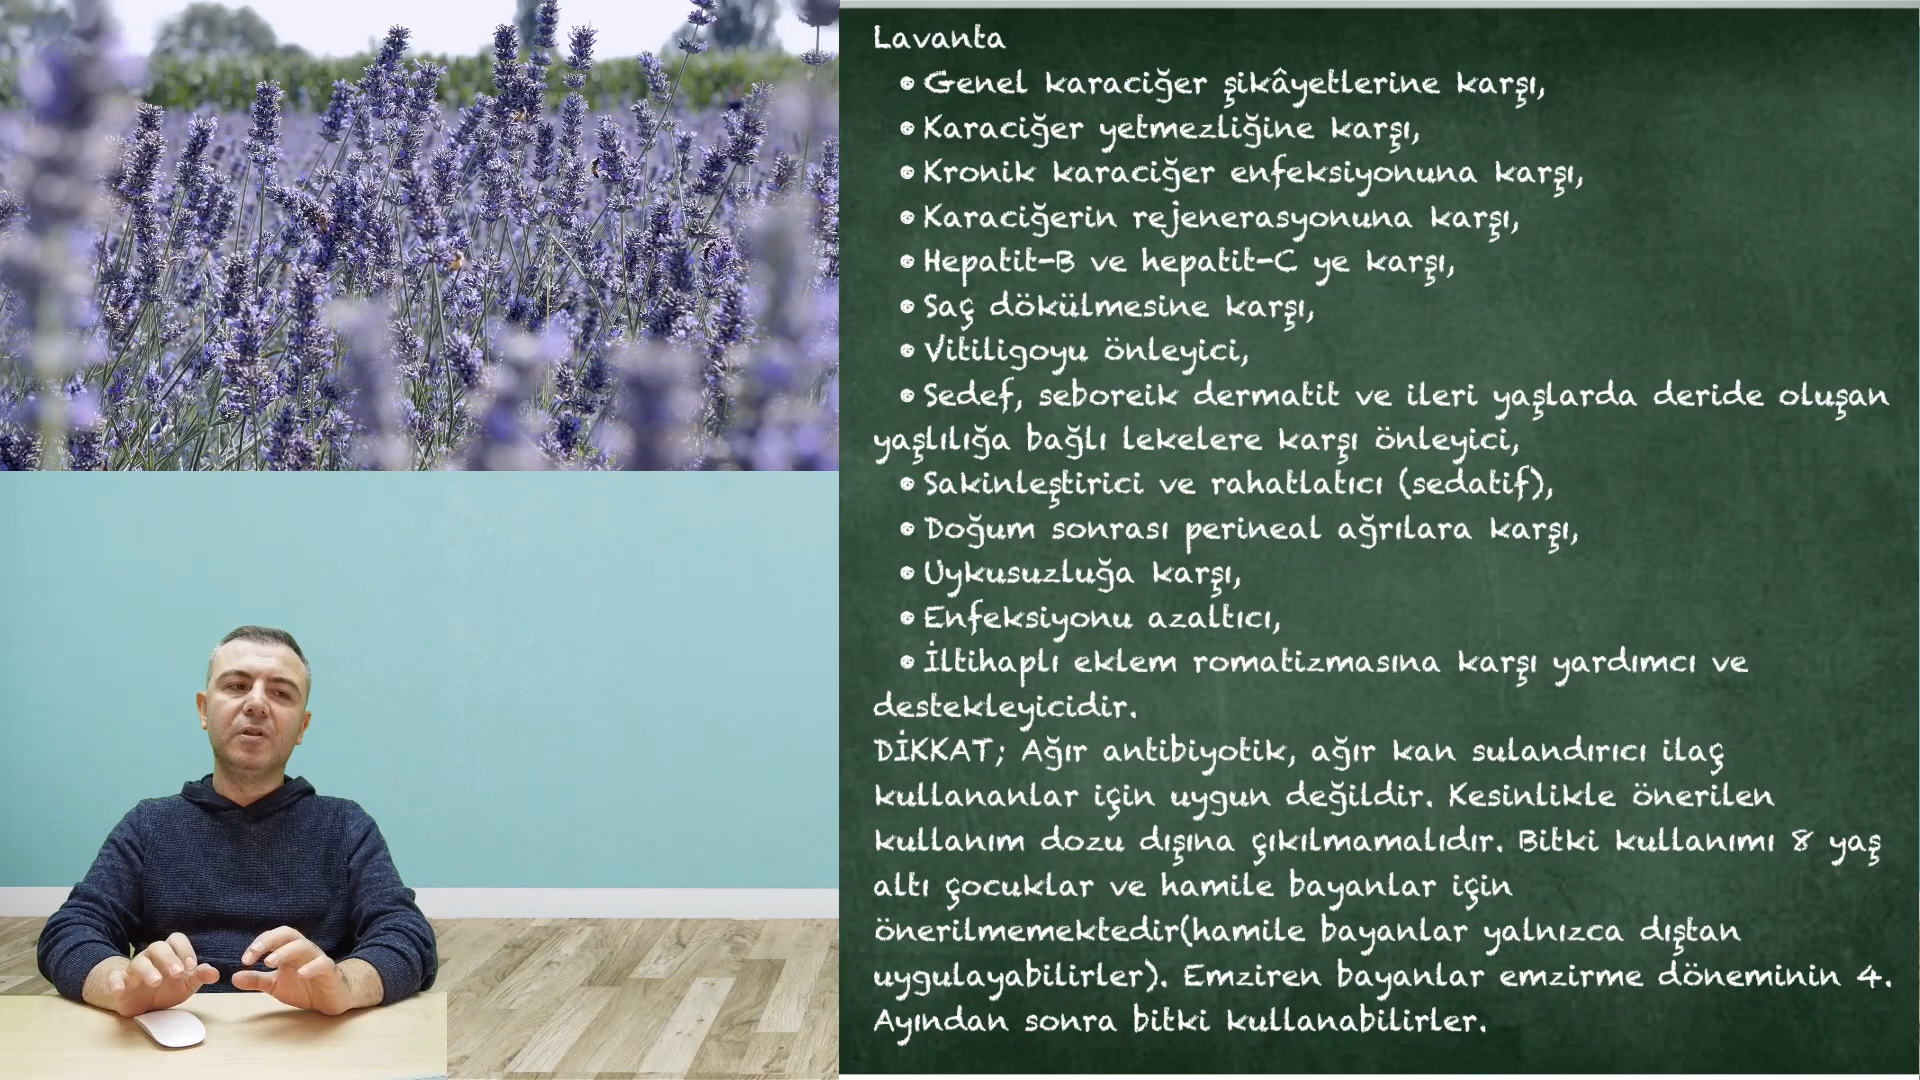 Lavanta
• Genel karaciğer şikâyetlerine karşı,
• Karaciğer yetmezliğine karşı,
• Kronik karaciğer enfeksiyonuna karşı,
• Karaciğerin rejenerasyonuna karşı,
• Hepatit-B ve hepatit-C ye karşı,
• Saç dökülmesine karşı,
• Vitiligoyu önleyici,
• Sedef, seboreik dermatit ve ileri yaşlarda deride oluşan
yaşlılığa bağlı lekelere karşı önleyici,
• Sakinleştirici ve rahatlatıcı (sedatif),
• Doğum sonrası perineal ağrılara karşı,
• Uykusuzluğa karşı,
• Enfeksiyonu azaltıcı,
• İltihaplı eklem romatizmasına karşı yardımcı ve
destekleyicidir.
DİKKAT; Ağır antibiyotik, ağır kan sulandırıcı ilaç
kullananlar için uygun değildir. Kesinlikle önerilen
kullanım dozu dışına çıkılmamalıdır. Bitki kullanımı 8 yaş
altı çocuklar ve hamile bayanlar için
önerilmemektedir(hamile bayanlar yalnızca dıştan
uygulayabilirler). Emziren bayanlar emzirme döneminin 4.
Ayından sonra bitki kullanabilirler.